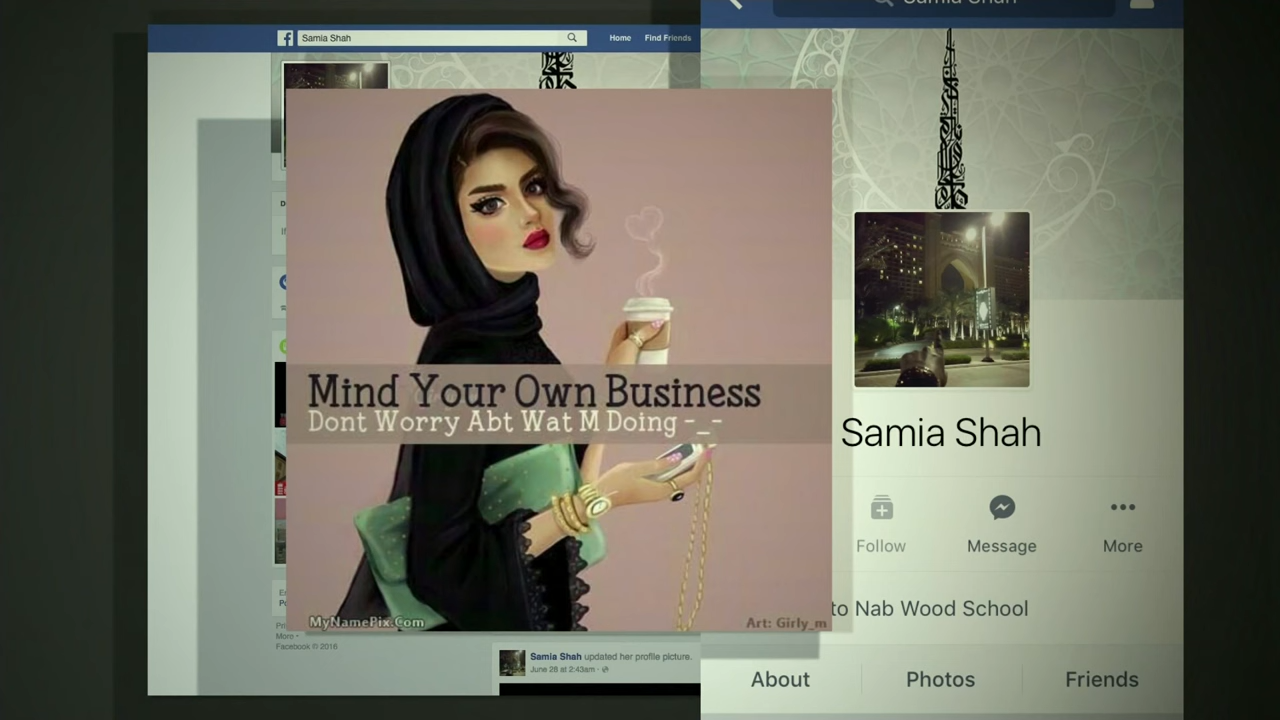 Samia Shah
Home
Find Friends
Samia Shah
Mind Your Own Business
Dont Worry Abt Wat M Doing -_-
MyNamePix.Com
Art: Girly_m
Samia Shah
Follow
Message
More
to Nab Wood School
About
Photos
Friends
More •
Facebook © 2016
Samia Shah updated her profile picture.
June 28 at 2:43am ·